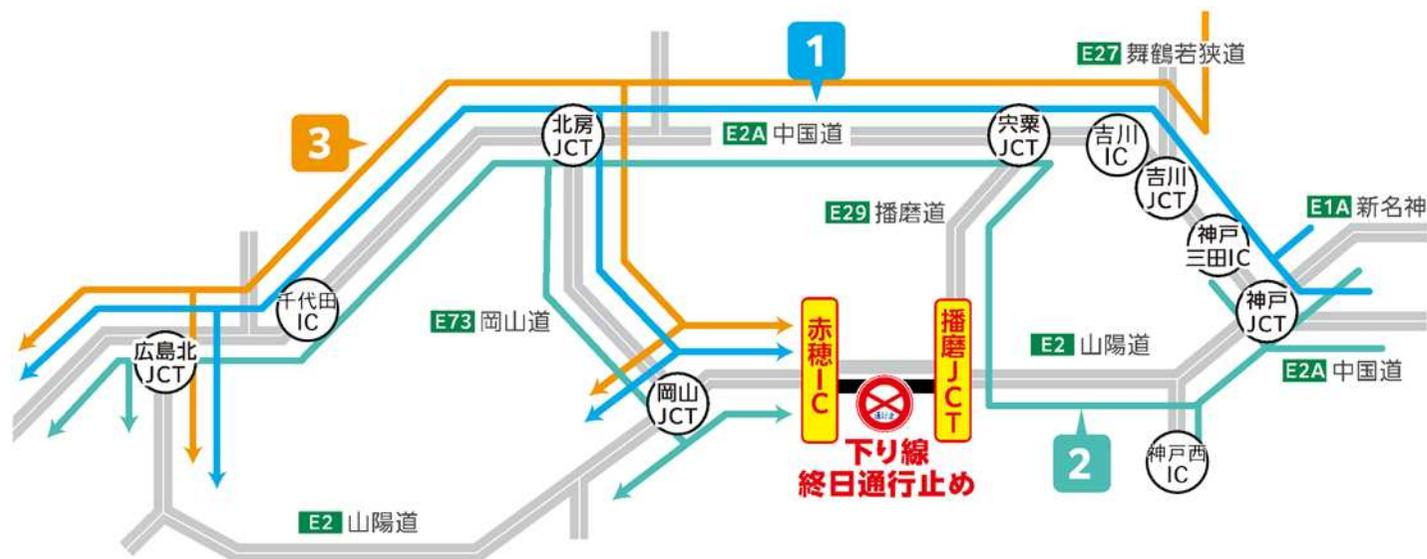 1
E27 舞鶴若狭道
3
北房
JCT
E2A 中国道
宍粟
JCT
吉川
IC
吉川
JCT
E29 播磨道
E1A 新名神
神戸
三田IC
千代田
IC
E73 岡山道
赤穂IC
播磨JCT
神戸
JCT
E2 山陽道
広島北
JCT
E2A 中国道
岡山
JCT
通行止
下り線
終日通行止め
2
神戸西
IC
E2 山陽道